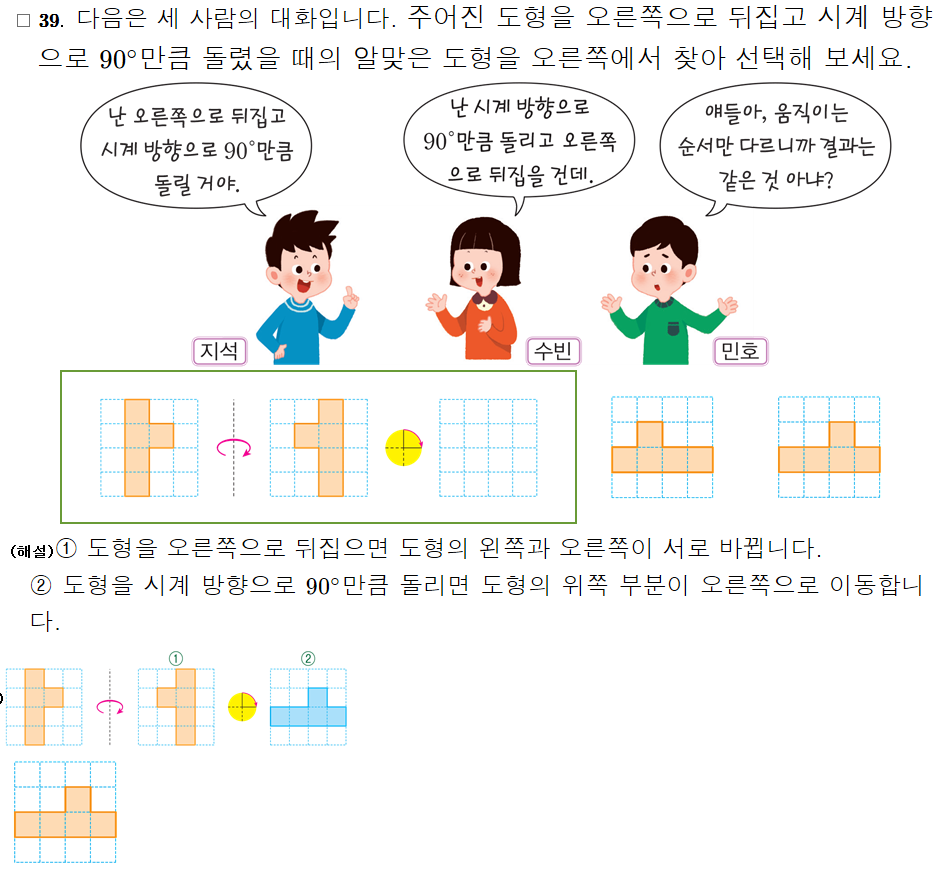 □ 39. 다음은 세 사람의 대화입니다. 주어진 도형을 오른쪽으로 뒤집고 시계 방향
으로 90°만큼 돌렸을 때의 알맞은 도형을 오른쪽에서 찾아 선택해 보세요.
난 오른쪽으로 뒤집고
시계 방향으로 90°만큼
돌릴 거야.
난 시계 방향으로
90°만큼 돌리고 오른쪽
으로 뒤집을 건데.
얘들아, 움직이는
순서만 다르니까 결과는
같은 것 아냐?
지석
수빈
민호
(해설)① 도형을 오른쪽으로 뒤집으면 도형의 왼쪽과 오른쪽이 서로 바뀝니다.
② 도형을 시계 방향으로 90°만큼 돌리면 도형의 위쪽 부분이 오른쪽으로 이동합니
다.
① ②